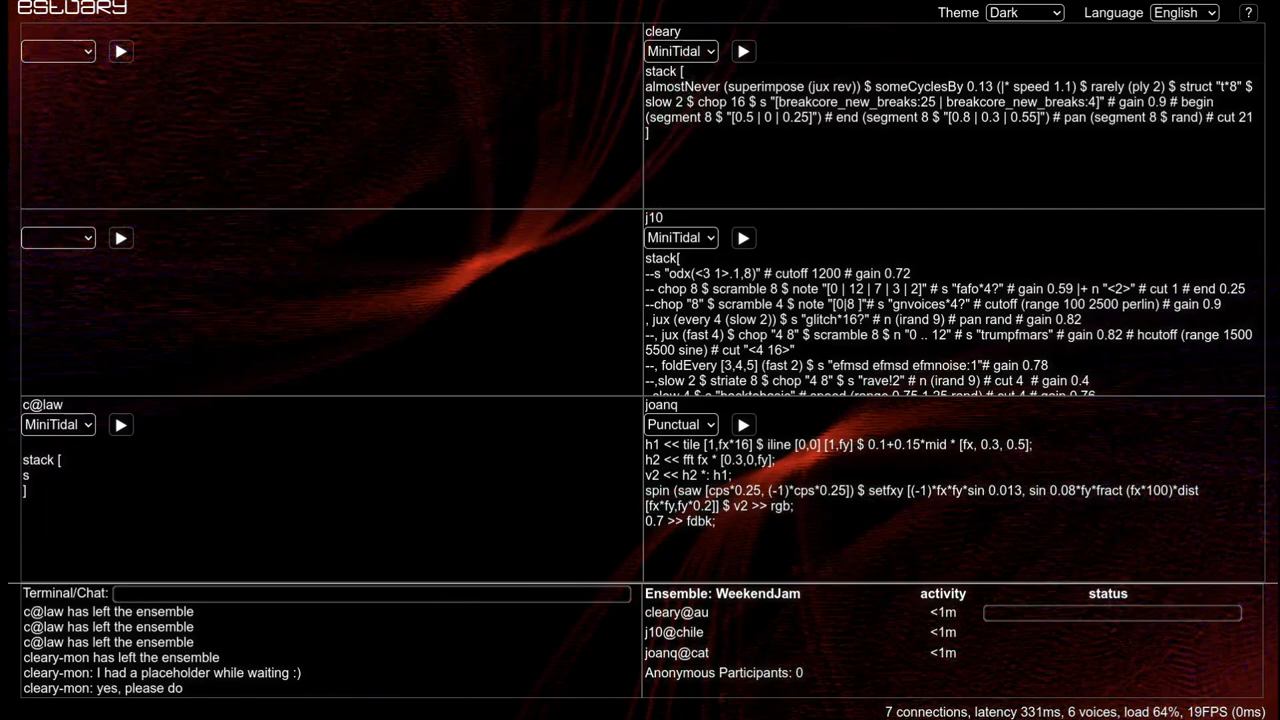 estuary
Theme Dark Language English ?
cleary
MiniTidal
stack [
almostNever (superimpose (jux rev)) $ someCyclesBy 0.13 (|* speed 1.1) $ rarely (ply 2) $ struct "t*8" $
slow 2 $ chop 16 $ s "[breakcore_new_breaks:25 | breakcore_new_breaks:4]" # gain 0.9 # begin
(segment 8 $ "[0.5 | 0 | 0.25]") # end (segment 8 $ "[0.8 | 0.3 | 0.55]") # pan (segment 8 $ rand) # cut 21
]
j10
MiniTidal
stack[
--s "odx(<3 1>.1,8)" # cutoff 1200 # gain 0.72
-- chop 8 $ scramble 8 $ note "[0 | 12 | 7 | 3 | 2]" # s "fafo*4?" # gain 0.59 |+ n "<2>" # cut 1 # end 0.25
--chop "8" $ scramble 4 $ note "[0|8 ]"# s "gnvoices*4?" # cutoff (range 100 2500 perlin) # gain 0.9
, jux (every 4 (slow 2)) $ s "glitch*16?" # n (irand 9) # pan rand # gain 0.82
--, jux (fast 4) $ chop "4 8" $ scramble 8 $ n "0 .. 12" # s "trumpfmars" # gain 0.82 # hcutoff (range 1500
5500 sine) # cut "<4 16>"
--, foldEvery [3,4,5] (fast 2) $ s "efmsd efmsd efmnoise:1"# gain 0.78
--,slow 2 $ striate 8 $ chop "4 8" $ s "rave!2" # n (irand 9) # cut 4  # gain 0.4
c@law
MiniTidal
stack [
s
]
joanq
Punctual
h1 << tile [1,fx*16] $ iline [0,0] [1,fy] $ 0.1+0.15*mid * [fx, 0.3, 0.5];
h2 << fft fx * [0.3,0,fy];
v2 << h2 *: h1;
spin (saw [cps*0.25, (-1)*cps*0.25]) $ setfxy [(-1)*fx*fy*sin 0.013, sin 0.08*fy*fract (fx*100)*dist
[fx*fy,fy*0.2]] $ v2 >> rgb;
0.7 >> fdbk;
Terminal/Chat:
c@law has left the ensemble
c@law has left the ensemble
c@law has left the ensemble
cleary-mon has left the ensemble
cleary-mon: I had a placeholder while waiting :)
cleary-mon: yes, please do
Ensemble: WeekendJam activity status
cleary@au <1m
j10@chile <1m
joanq@cat <1m
Anonymous Participants: 0
7 connections, latency 331ms, 6 voices, load 64%, 19FPS (0ms)